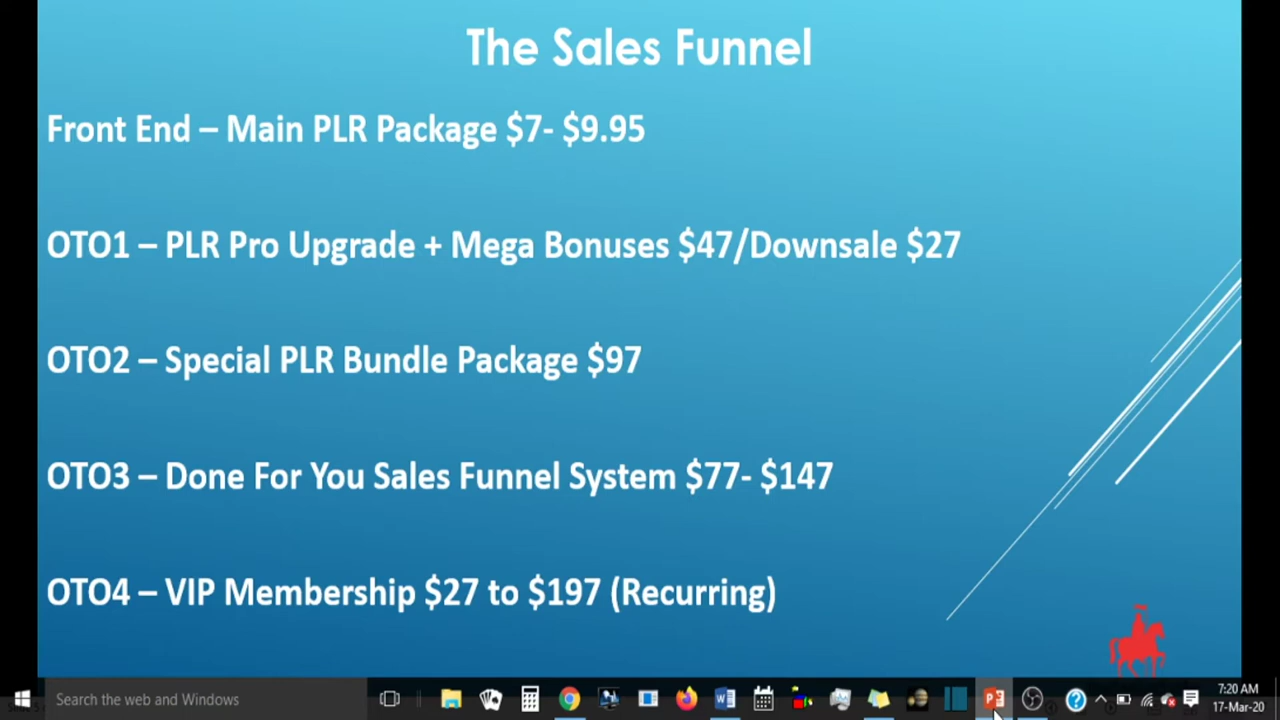 The Sales Funnel
Front End – Main PLR Package $7- $9.95
OTO1 – PLR Pro Upgrade + Mega Bonuses $47/Downsale $27
OTO2 – Special PLR Bundle Package $97
OTO3 – Done For You Sales Funnel System $77- $147
OTO4 – VIP Membership $27 to $197 (Recurring)
Search the web and Windows
7:20 AM
17-Mar-20